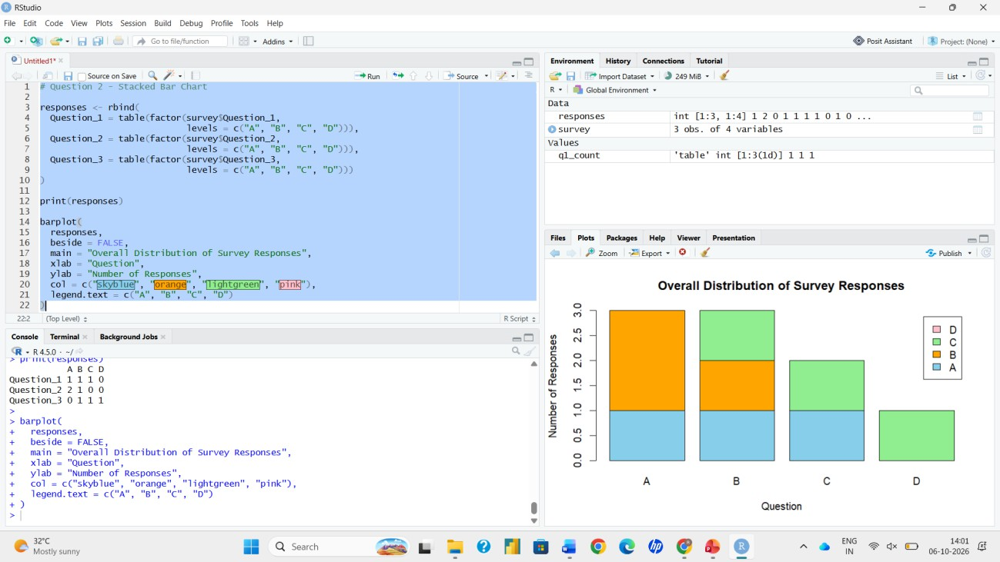 RStudio
File Edit Code View Plots Session Build Debug Profile Tools Help
Go to file/function Addins Posit Assistant Project: (None)
Untitled1*
Source on Save Run Source
1 # Question 2 - Stacked Bar Chart
2
3 responses <- rbind(
4 Question_1 = table(factor(survey$Question_1,
5 levels = c("A", "B", "C", "D"))),
6 Question_2 = table(factor(survey$Question_2,
7 levels = c("A", "B", "C", "D"))),
8 Question_3 = table(factor(survey$Question_3,
9 levels = c("A", "B", "C", "D")))
10 )
11
12 print(responses)
13
14 barplot(
15 responses,
16 beside = FALSE,
17 main = "Overall Distribution of Survey Responses",
18 xlab = "Question",
19 ylab = "Number of Responses",
20 col = c("skyblue", "orange", "lightgreen", "pink"),
21 legend.text = c("A", "B", "C", "D")
22 )
22:2 (Top Level) R Script
Console Terminal Background Jobs
R 4.5.0 · ~/
> print(responses)
A B C D
Question_1 1 1 1 0
Question_2 2 1 0 0
Question_3 0 1 1 1
>
> barplot(
+ responses,
+ beside = FALSE,
+ main = "Overall Distribution of Survey Responses",
+ xlab = "Question",
+ ylab = "Number of Responses",
+ col = c("skyblue", "orange", "lightgreen", "pink"),
+ legend.text = c("A", "B", "C", "D")
+ )
>
Environment History Connections Tutorial
Import Dataset 249 MiB List
R Global Environment
Data
responses int [1:3, 1:4] 1 2 0 1 1 1 1 0 1 0 ...
survey 3 obs. of 4 variables
Values
q1_count 'table' int [1:3(1d)] 1 1 1
Files Plots Packages Help Viewer Presentation
Zoom Export Publish
Overall Distribution of Survey Responses
Number of Responses
3.0
2.5
2.0
1.5
1.0
0.5
0.0
D
C
B
A
A B C D
Question
32°C
Mostly sunny
Search
ENG
IN
14:01
06-10-2026